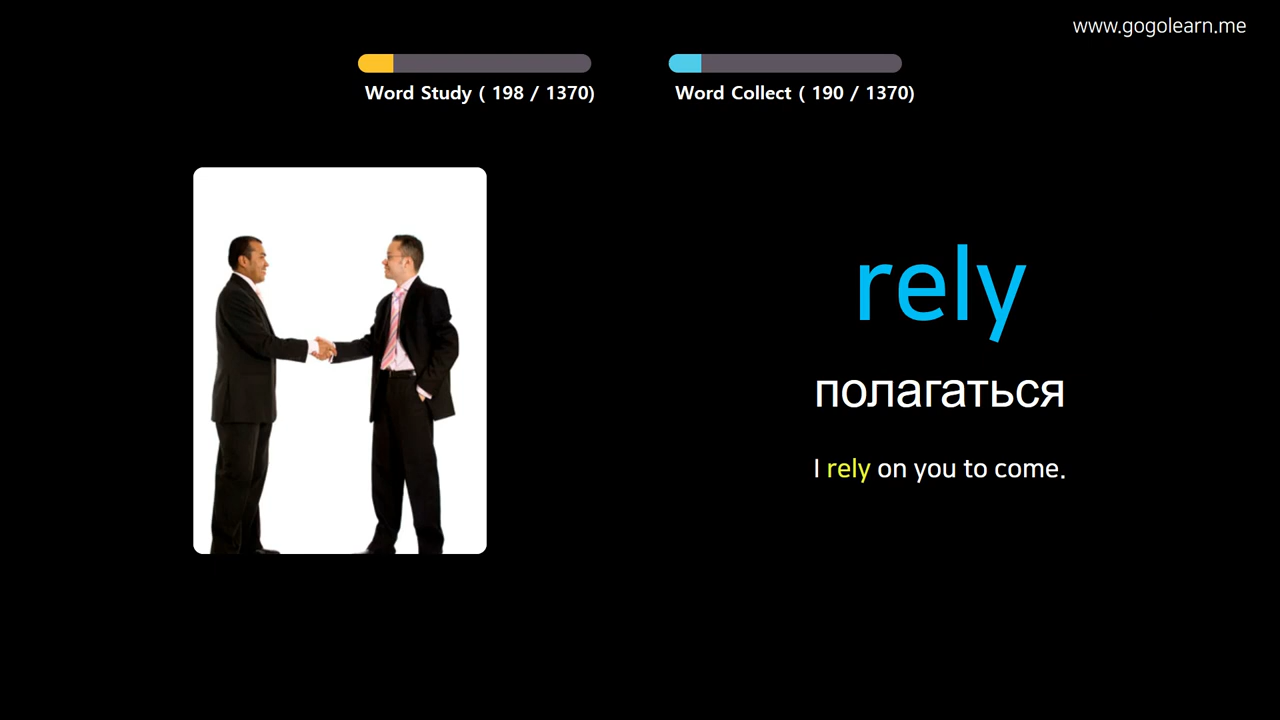 www.gogolearn.me
Word Study ( 198 / 1370)
Word Collect ( 190 / 1370)
rely
полагаться
I rely on you to come.